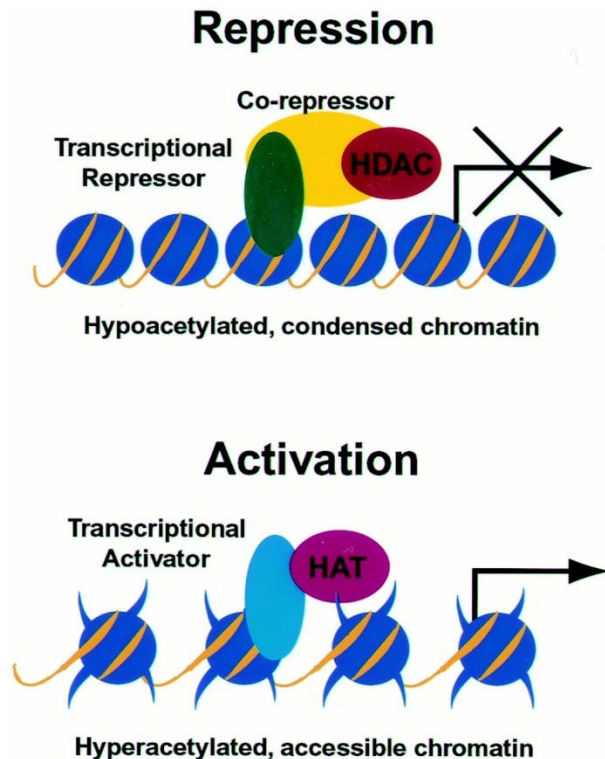 Repression
Co-repressor
Transcriptional
Repressor
HDAC
Hypoacetylated, condensed chromatin
Activation
Transcriptional
Activator
HAT
Hyperacetylated, accessible chromatin